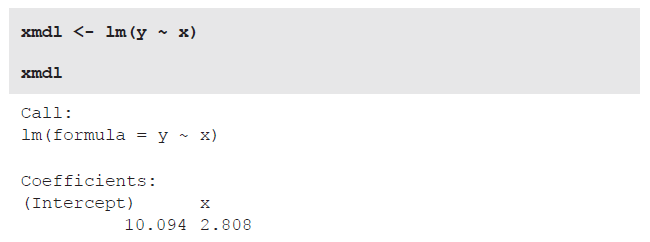 xmdl <- lm(y ~ x)
xmdl
Call:
lm(formula = y ~ x)
Coefficients:
(Intercept) x
10.094 2.808